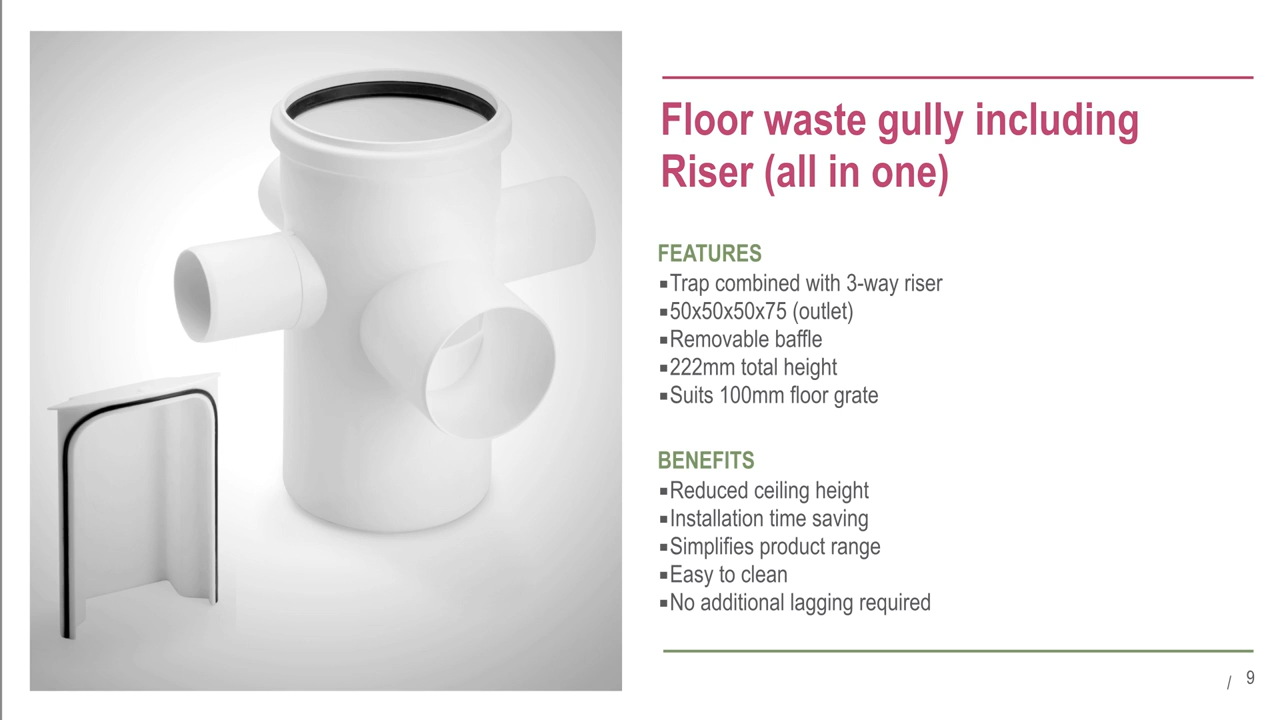 Floor waste gully including
Riser (all in one)
FEATURES
▪Trap combined with 3-way riser
▪50x50x50x75 (outlet)
▪Removable baffle
▪222mm total height
▪Suits 100mm floor grate
BENEFITS
▪Reduced ceiling height
▪Installation time saving
▪Simplifies product range
▪Easy to clean
▪No additional lagging required
/ 9